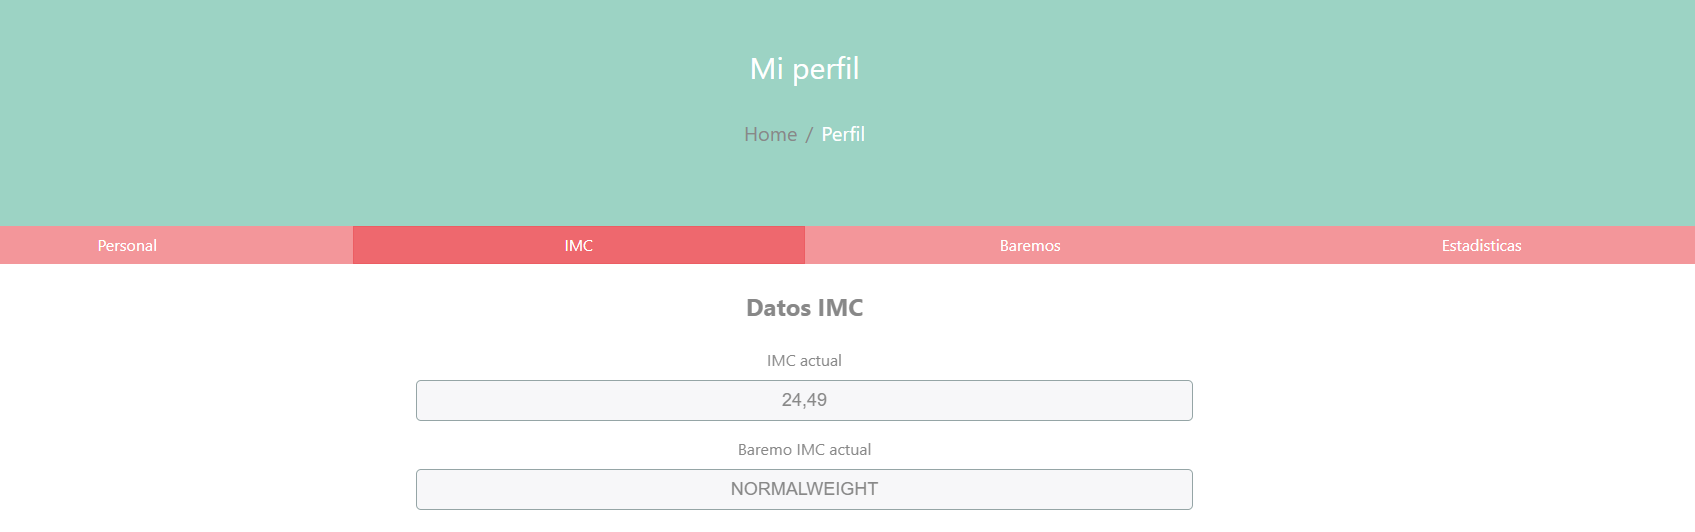 Mi perfil
Home / Perfil
Personal IMC Baremos Estadisticas
Datos IMC
IMC actual
24,49
Baremo IMC actual
NORMALWEIGHT